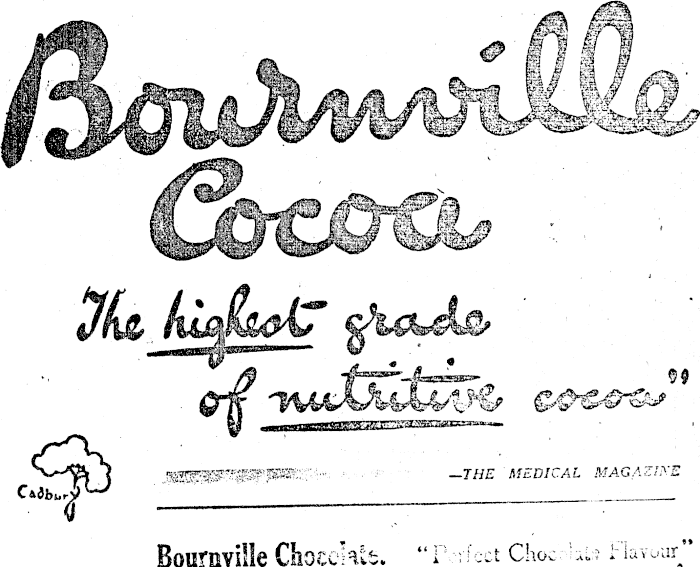 Bournville
Cocoa
The highest grade
of nutritive cocoa”
—THE MEDICAL MAGAZINE
Cadbury
Bournville Chocolate. “Perfect Chocolate Flavour”